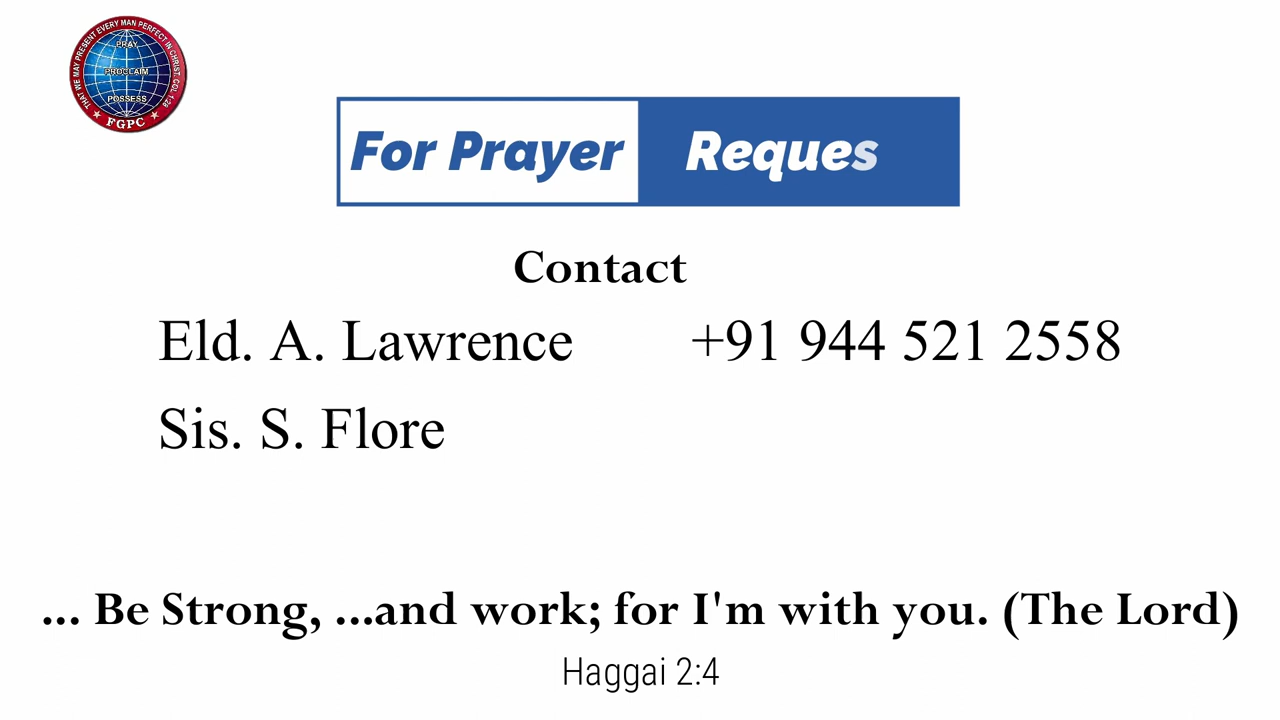 THAT WE MAY PRESENT EVERY MAN PERFECT IN CHRIST. COL 1:28
PRAY
PROCLAIM
POSSESS
FGPC
For Prayer Reques
Contact
Eld. A. Lawrence +91 944 521 2558
Sis. S. Flore
... Be Strong, ...and work; for I'm with you. (The Lord)
Haggai 2:4